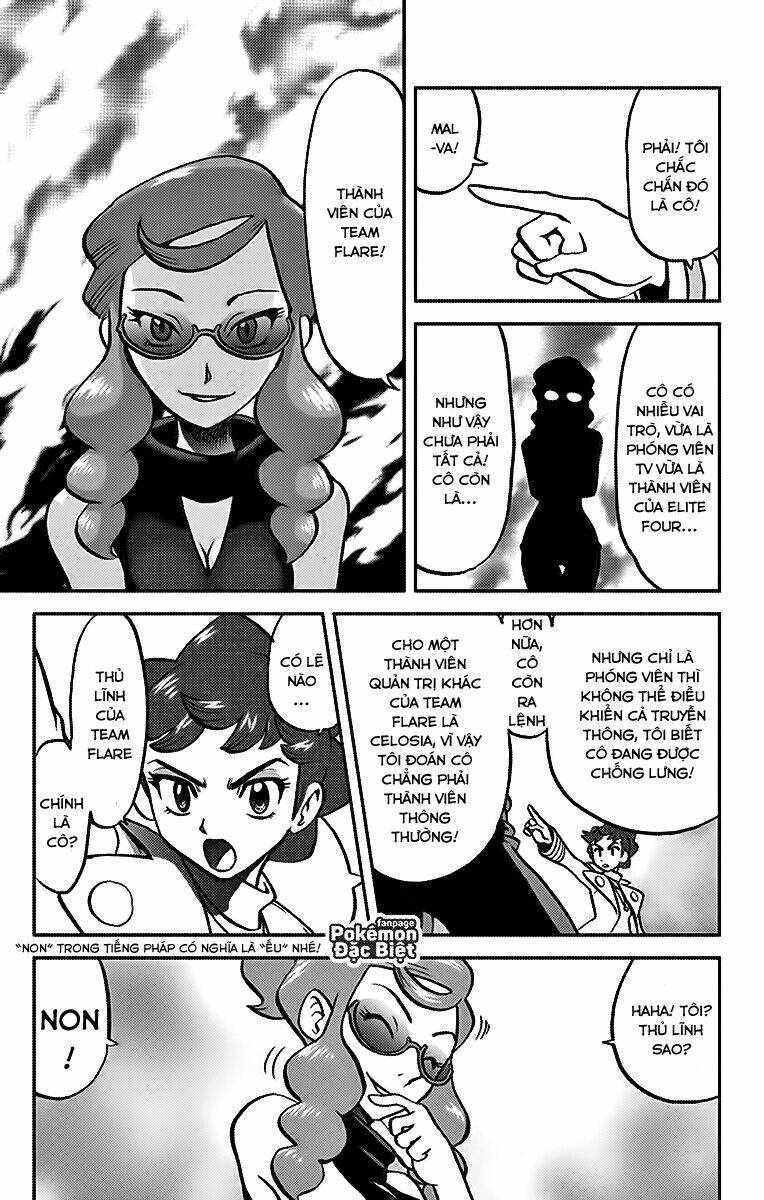 PHẢI! TÔI
CHẮC
CHẮN ĐÓ
LÀ CÔ!
MAL
-VA!
THÀNH
VIÊN CỦA
TEAM
FLARE!
CÔ CÓ
NHIỀU VAI
TRÒ, VỪA LÀ
PHÓNG VIÊN
TV VỪA LÀ
THÀNH VIÊN
CỦA ELITE
FOUR...
NHƯNG
NHƯ VẬY
CHƯA PHẢI
TẤT CẢ!
CÔ CÒN
LÀ...
NHƯNG CHỈ LÀ
PHÓNG VIÊN THÌ
KHÔNG THỂ ĐIỀU
KHIỂN CẢ TRUYỀN
THÔNG, TÔI BIẾT
CÔ ĐANG ĐƯỢC
CHỐNG LƯNG!
HƠN
NỮA,
CÔ
CÒN
RA
LỆNH
CHO MỘT
THÀNH VIÊN
QUẢN TRỊ KHÁC
CỦA TEAM
FLARE LÀ
CELOSIA, VÌ VẬY
TÔI ĐOÁN CÔ
CHẲNG PHẢI
THÀNH VIÊN
THÔNG
THƯỜNG!
CÓ LẼ
NÀO
...
THỦ
LĨNH
CỦA
TEAM
FLARE
CHÍNH
LÀ
CÔ?
"NON" TRONG TIẾNG PHÁP CÓ NGHĨA LÀ "ẾU" NHÉ!
fanpage
Pokémon
Đặc Biệt
HAHA! TÔI?
THỦ LĨNH
SAO?
NON
!